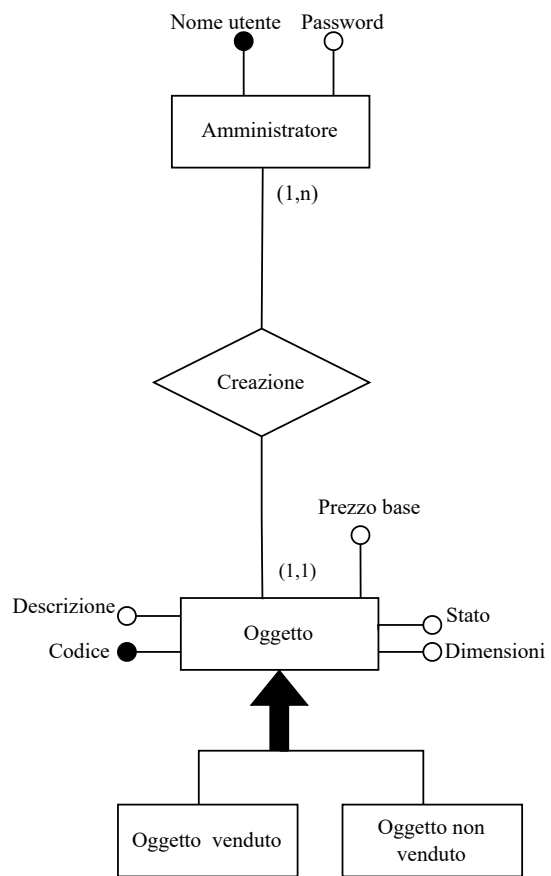 Nome utente
Password
Amministratore
(1,n)
Creazione
Prezzo base
(1,1)
Descrizione
Stato
Oggetto
Codice
Dimensioni
Oggetto venduto
Oggetto non
venduto